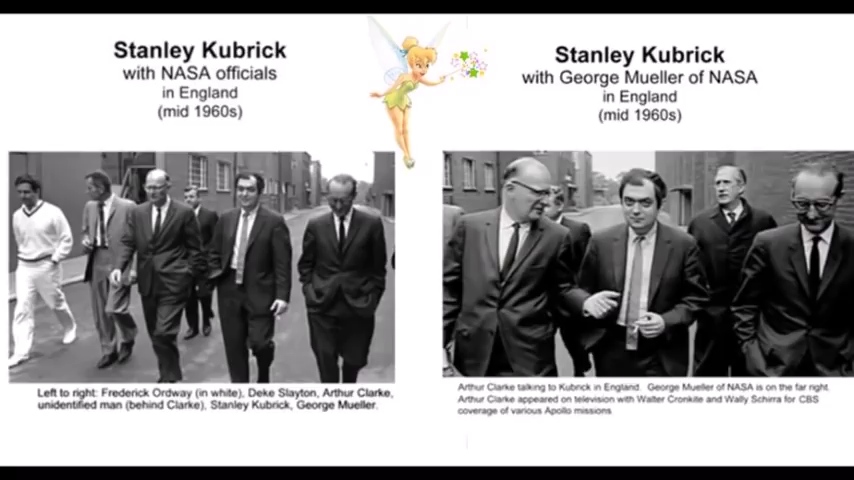 Stanley Kubrick
with NASA officials
in England
(mid 1960s)
Left to right: Frederick Ordway (in white), Deke Slayton, Arthur Clarke,
unidentified man (behind Clarke), Stanley Kubrick, George Mueller.
Stanley Kubrick
with George Mueller of NASA
in England
(mid 1960s)
Arthur Clarke talking to Kubrick in England. George Mueller of NASA is on the far right.
Arthur Clarke appeared on television with Walter Cronkite and Wally Schirra for CBS
coverage of various Apollo missions.